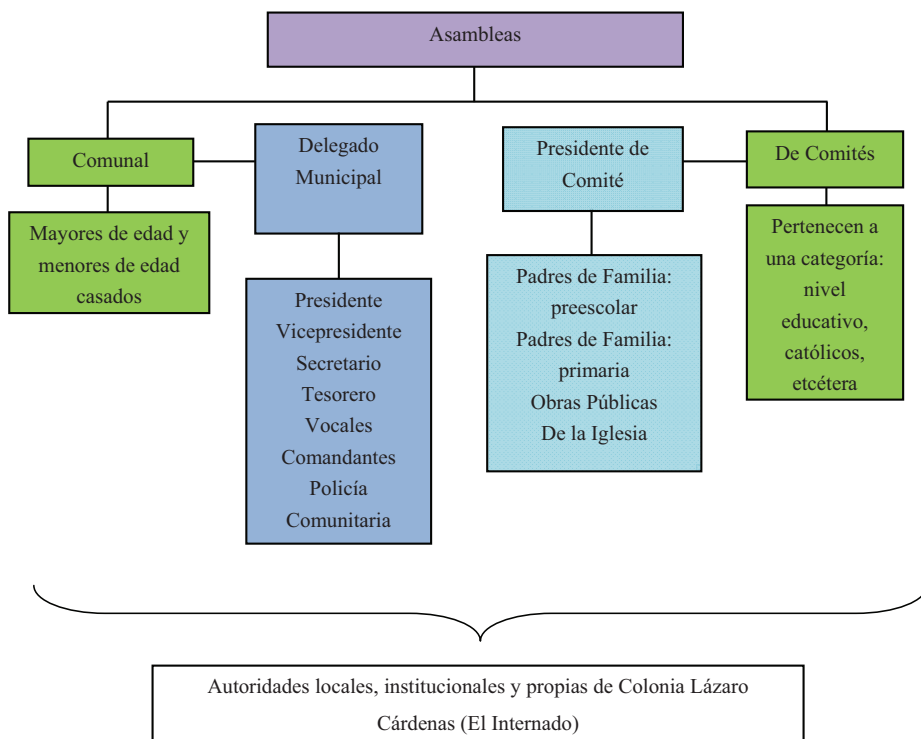 Asambleas
Comunal
Delegado
Municipal
Presidente de
Comité
De Comités
Mayores de edad y
menores de edad
casados
Presidente
Vicepresidente
Secretario
Tesorero
Vocales
Comandantes
Policía
Comunitaria
Padres de Familia:
preescolar
Padres de Familia:
primaria
Obras Públicas
De la Iglesia
Pertenecen a
una categoría:
nivel
educativo,
católicos,
etcétera
Autoridades locales, institucionales y propias de Colonia Lázaro
Cárdenas (El Internado)